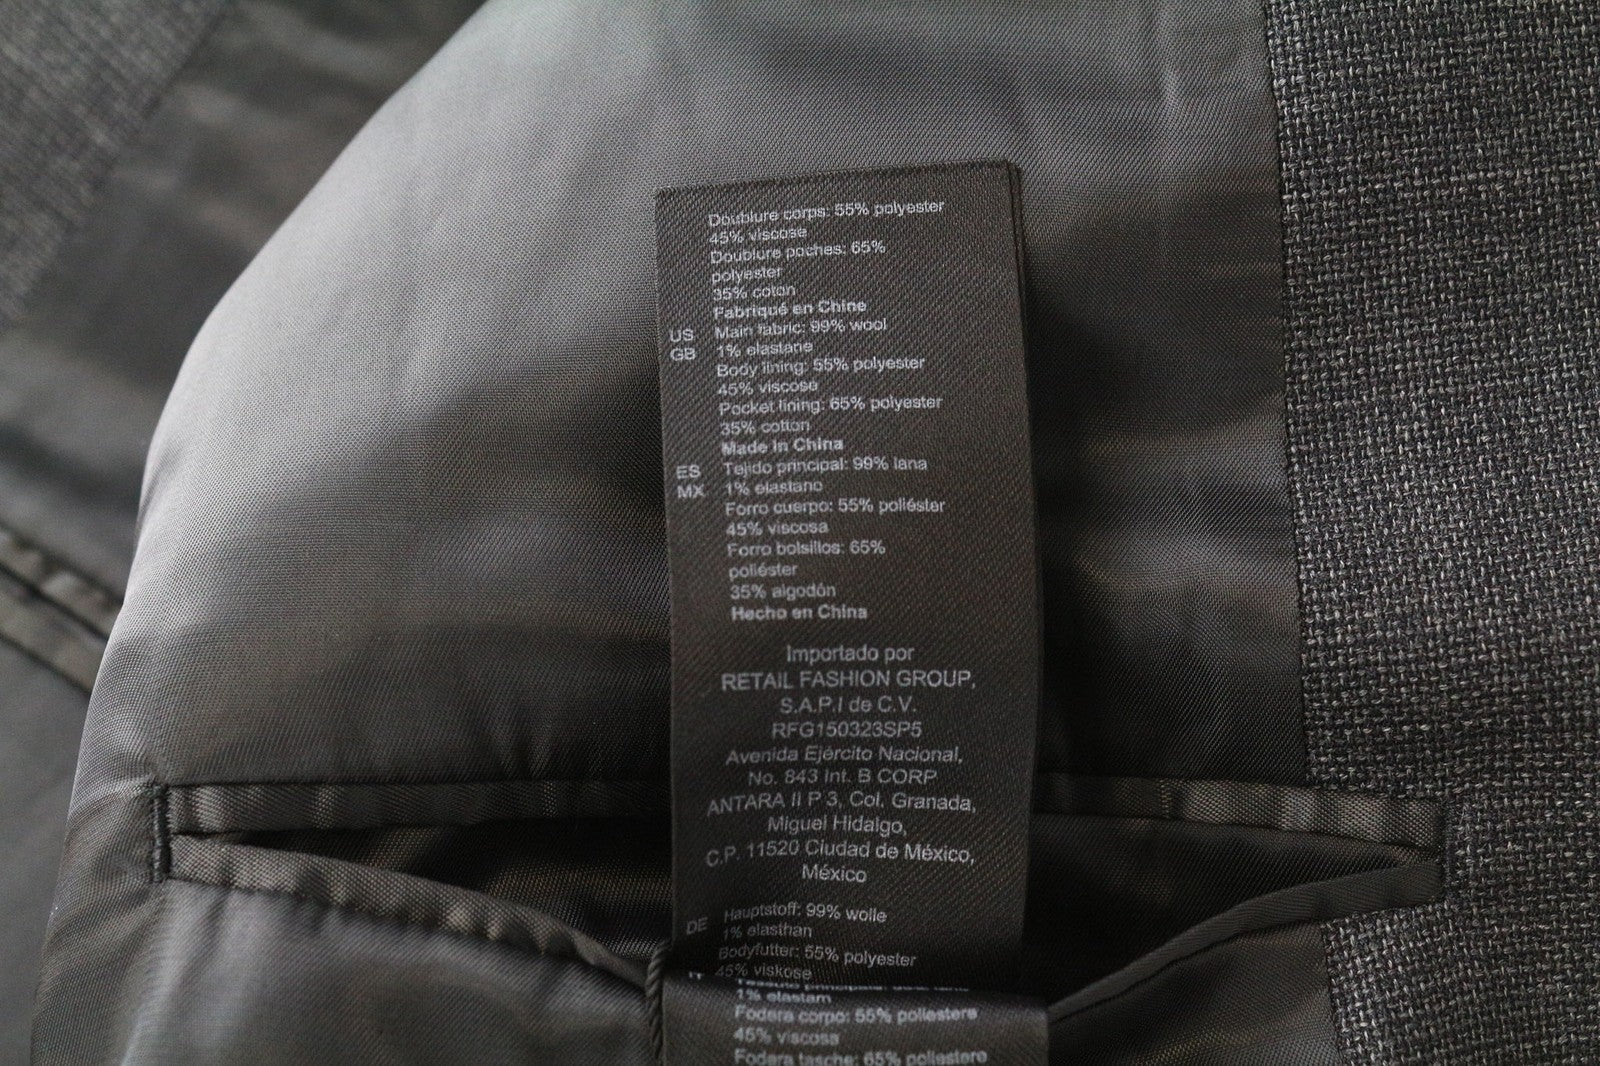 Doublure corps: 55% polyester
45% viscose
Doublure poches: 65%
polyester
35% coton
Fabriqué en Chine
US Main fabric: 99% wool
GB 1% elastane
Body lining: 55% polyester
45% viscose
Pocket lining: 65% polyester
35% cotton
Made in China
ES Tejido principal: 99% lana
MX 1% elastano
Forro cuerpo: 55% poliéster
45% viscosa
Forro bolsillos: 65%
poliéster
35% algodón
Hecho en China
Importado por
RETAIL FASHION GROUP,
S.A.P.I de C.V.
RFG150323SP5
Avenida Ejército Nacional,
No. 843 Int. B CORP
ANTARA II P 3, Col. Granada,
Miguel Hidalgo,
C.P. 11520 Ciudad de México,
México
DE Hauptstoff: 99% wolle
1% elasthan
Bodyfutter: 55% polyester
45% viskose
1% elastam
Fodera corpo: 55% poliestere
45% viscosa
Fodera tasche: 65% poliestere